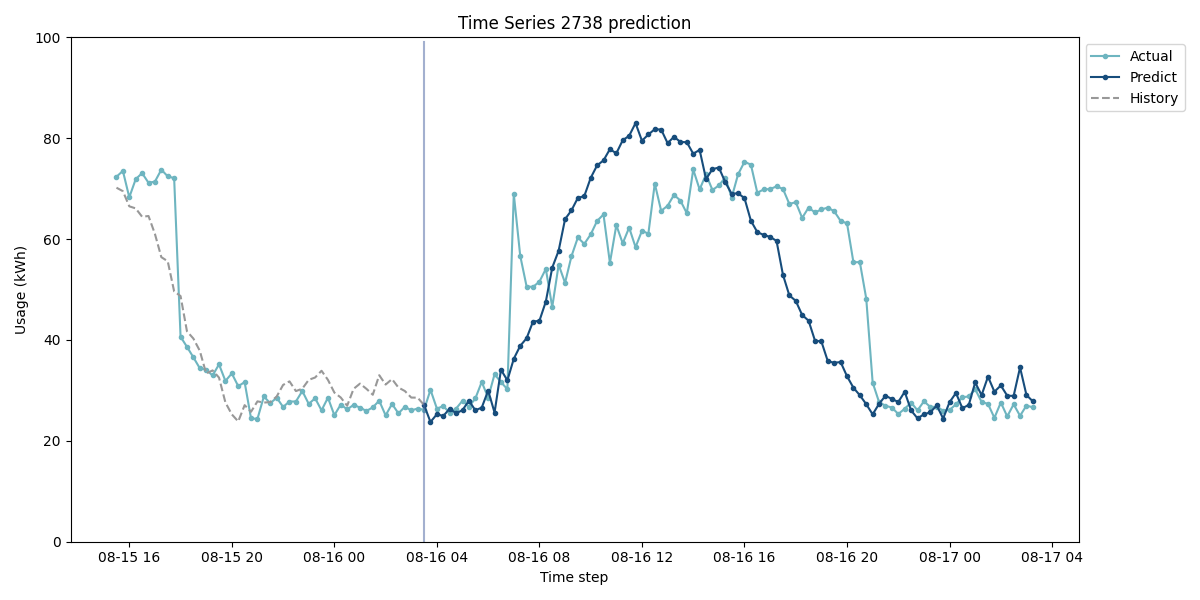 Time Series 2738 prediction
Usage (kWh)
100
80
60
40
20
0
08-15 16
08-15 20
08-16 00
08-16 04
08-16 08
08-16 12
08-16 16
08-16 20
08-17 00
08-17 04
Time step
Actual
Predict
History